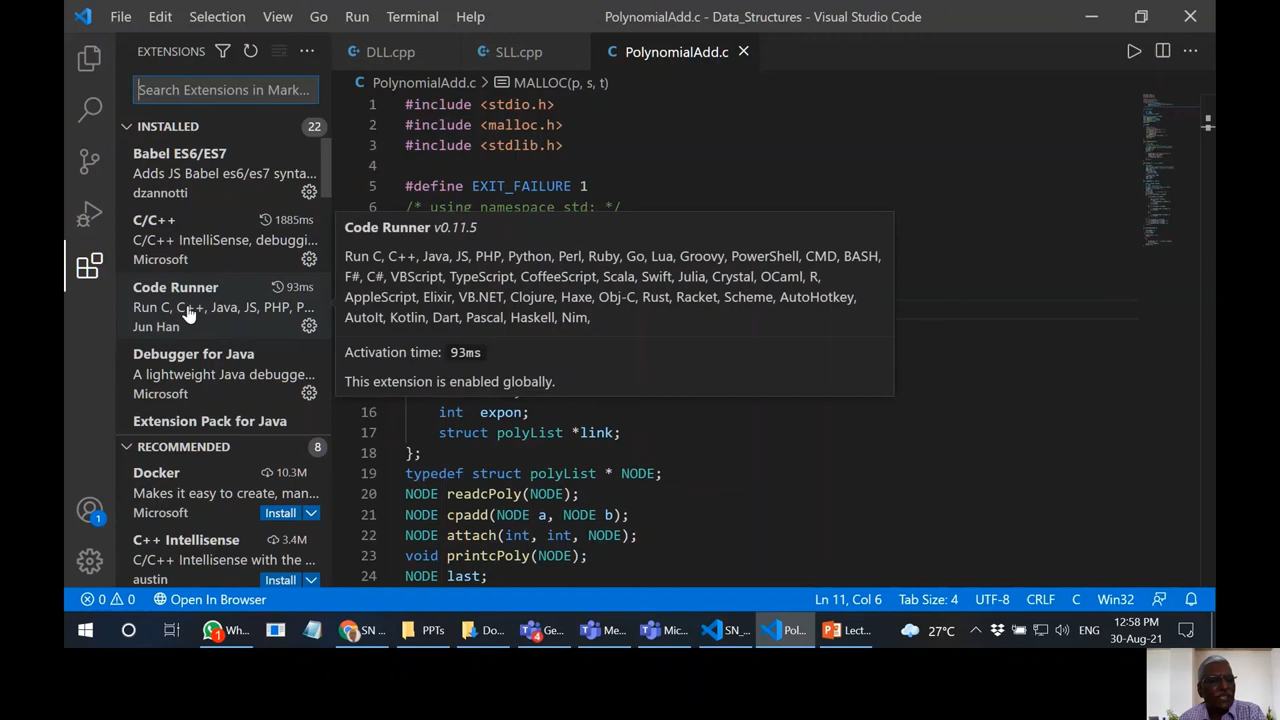 File Edit Selection View Go Run Terminal Help
PolynomialAdd.c - Data_Structures - Visual Studio Code
EXTENSIONS
DLL.cpp
SLL.cpp
PolynomialAdd.c
Search Extensions in Mark...
INSTALLED 22
Babel ES6/ES7
Adds JS Babel es6/es7 synta...
dzannotti
C/C++ 1885ms
C/C++ IntelliSense, debuggi...
Microsoft
Code Runner 93ms
Run C, C++, Java, JS, PHP, P...
Jun Han
Debugger for Java
A lightweight Java debugge...
Microsoft
Extension Pack for Java
RECOMMENDED 8
Docker 10.3M
Makes it easy to create, man...
Microsoft Install
C++ Intellisense 3.4M
C/C++ Intellisense with the
austin Install
1
PolynomialAdd.c > MALLOC(p, s, t)
1 #include <stdio.h>
2 #include <malloc.h>
3 #include <stdlib.h>
4
5 #define EXIT_FAILURE 1
6 /* using namespace std; */
Code Runner
Run C, C++, Java, JS, PHP, Python, Perl, Ruby, Go, Lua, Groovy, PowerShell, CMD, BASH,
F#, C#, VBScript, TypeScript, CoffeeScript, Scala, Swift, Julia, Crystal, OCaml, R,
AppleScript, Elixir, VB.NET, Clojure, Haxe, Obj-C, Rust, Racket, Scheme, AutoHotkey,
AutoIt, Kotlin, Dart, Pascal, Haskell, Nim,
Activation time: 93ms
This extension is enabled globally.
16 int expon;
17 struct polyList *link;
18 };
19 typedef struct polyList * NODE;
20 NODE readcPoly(NODE);
21 NODE cpadd(NODE a, NODE b);
22 NODE attach(int, int, NODE);
23 void printcPoly(NODE);
24 NODE last;
0 0 Open In Browser
Ln 11, Col 6 Tab Size: 4 UTF-8 CRLF C Win32
Wh... SN ... PPTs Do... Ge... Me... Mic... SN_... Pol... Lect...
1
4
27°C ENG
12:58 PM
30-Aug-21